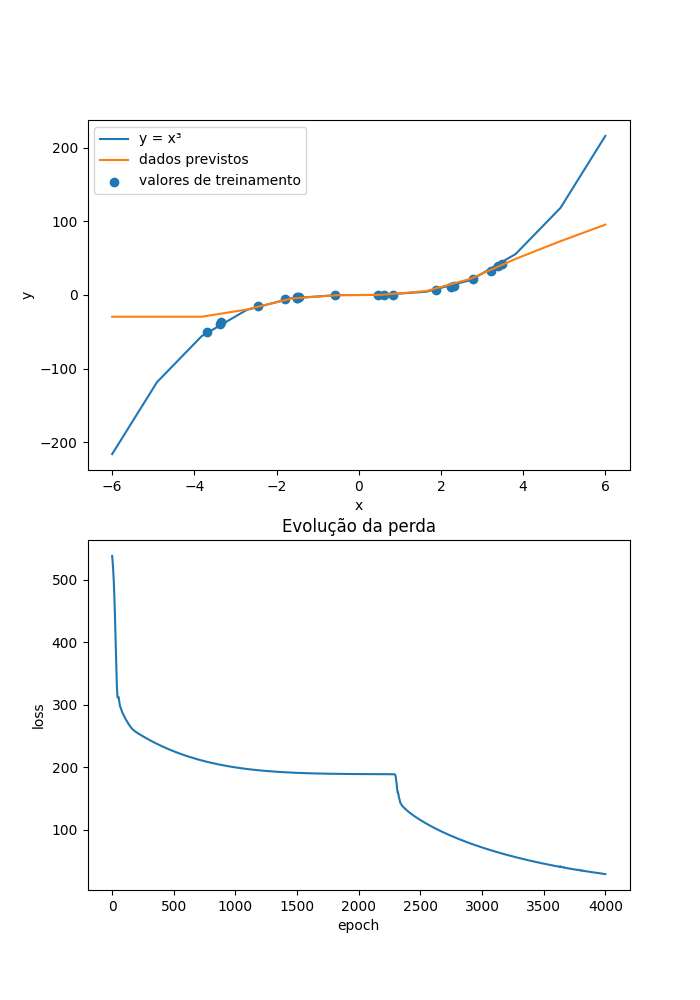 y = x³
dados previstos
valores de treinamento
200
100
0
−100
−200
y
−6 −4 −2 0 2 4 6
x
Evolução da perda
500
400
300
200
100
loss
0 500 1000 1500 2000 2500 3000 3500 4000
epoch